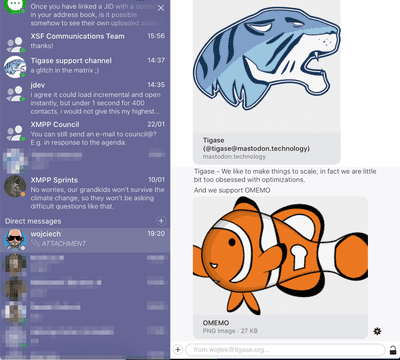 Once you have linked a JID with a conta
in your address book, is it possible
somehow to see their own uploaded avatar
XSF Communications Team 15:56
thanks!
Tigase support channel 14:37
a glitch in the matrix ;)
jdev 14:35
i agree it could load incremental and open
instantly, but under 1 second for 400
contacts, i would not give this my highest...
XMPP Council 22/01
You can still send an e-mail to council@?
E.g. in response to the agenda.
XMPP Sprints 10/01
No worries, our grandkids won't survive the
climate change, so they won't be asking
difficult questions like that.
Direct messages
wojciech 19:20
ATTACHMENT
Tigase
(@tigase@mastodon.technology)
mastodon.technology
Tigase - We like to make things to scale, in fact we are little
bit too obsessed with optimizations.
And we support OMEMO
OMEMO
PNG Image · 27 KB
from wojtek@tigase.org...